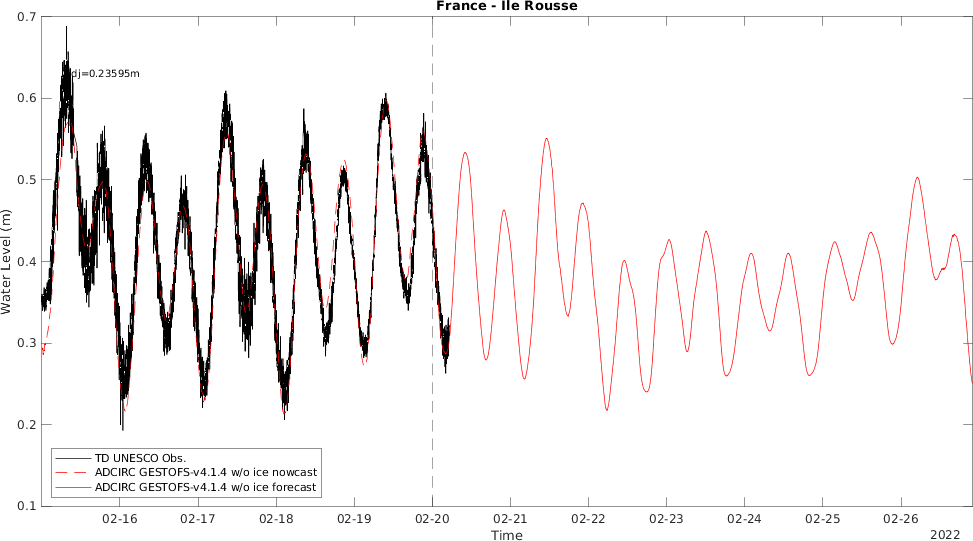 France - Ile Rousse
0.7
0.6
0.5
0.4
0.3
0.2
0.1
Water Level (m)
dj=0.23595m
TD UNESCO Obs.
ADCIRC GESTOFS-v4.1.4 w/o ice nowcast
ADCIRC GESTOFS-v4.1.4 w/o ice forecast
02-16 02-17 02-18 02-19 02-20 02-21 02-22 02-23 02-24 02-25 02-26
2022
Time